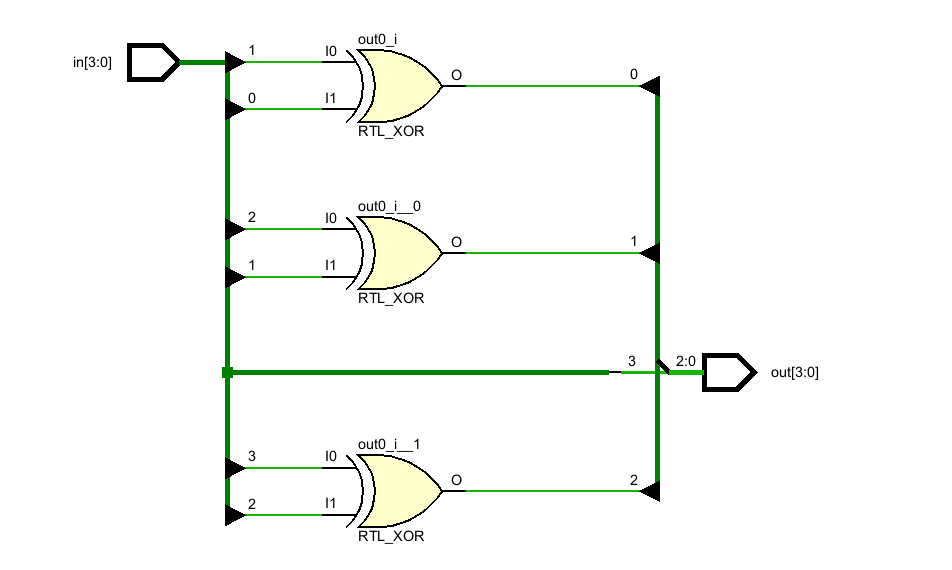 in[3:0]
1
I0
out0_i
0
I1
O
0
RTL_XOR
2
I0
out0_i__0
1
I1
O
1
RTL_XOR
3
2:0
out[3:0]
3
I0
out0_i__1
2
I1
O
2
RTL_XOR